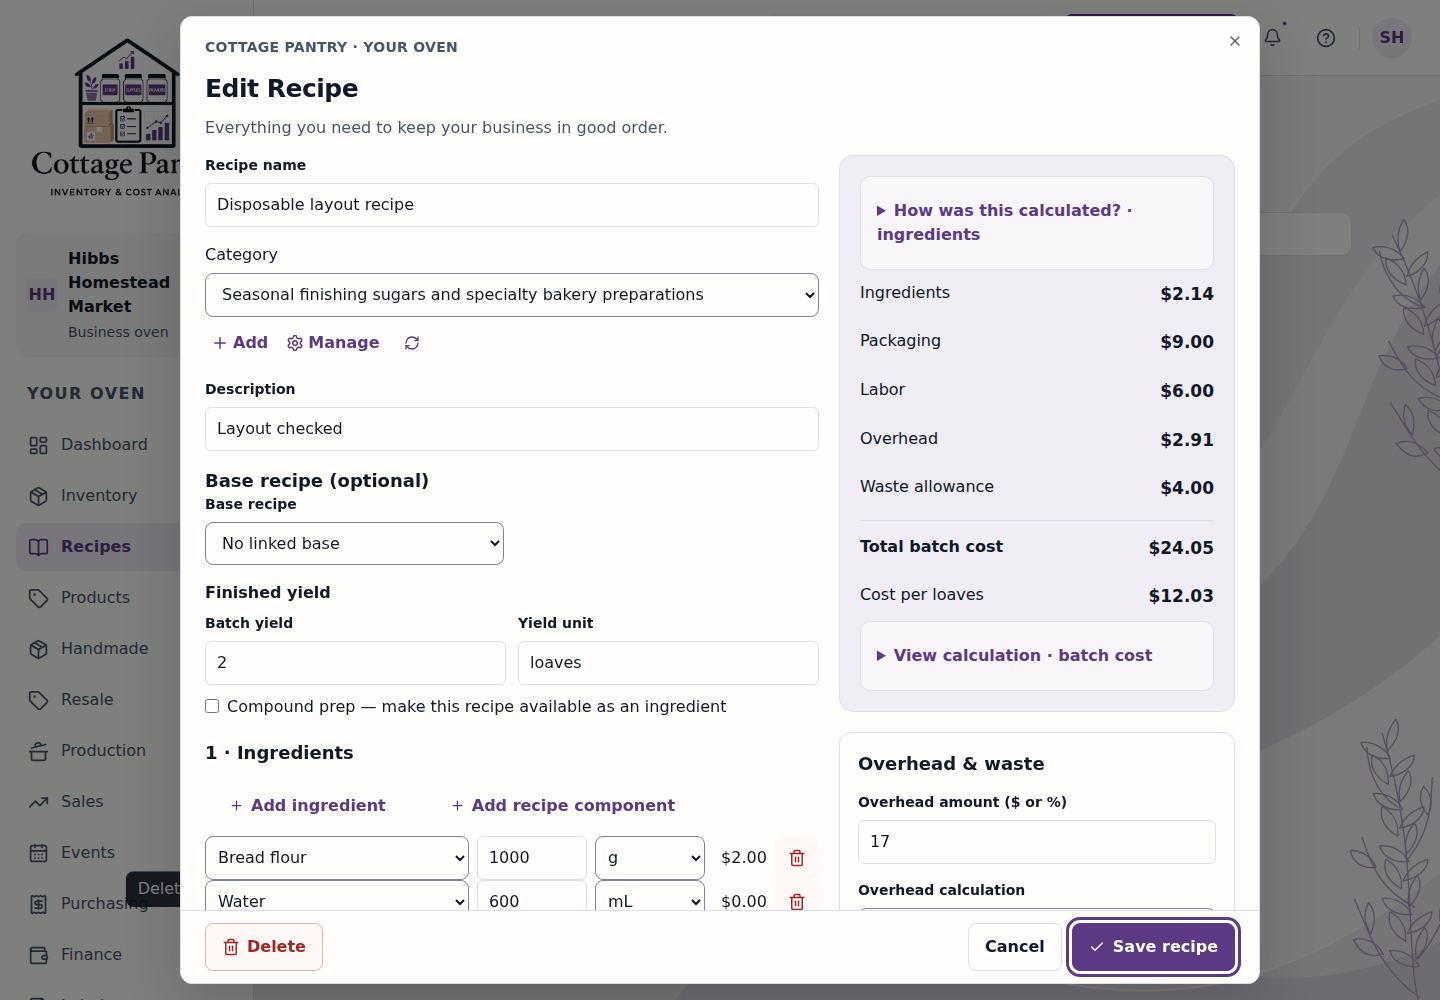 COTTAGE PANTRY · YOUR OVEN
Edit Recipe
Everything you need to keep your business in good order.
Recipe name
Disposable layout recipe
Category
Seasonal finishing sugars and specialty bakery preparations
Add
Manage
Description
Layout checked
Base recipe (optional)
Base recipe
No linked base
Finished yield
Batch yield
Yield unit
2
loaves
Compound prep — make this recipe available as an ingredient
1 · Ingredients
+ Add ingredient
+ Add recipe component
Bread flour
1000
g
$2.00
Water
600
mL
$0.00
How was this calculated? ·
ingredients
Ingredients
$2.14
Packaging
$9.00
Labor
$6.00
Overhead
$2.91
Waste allowance
$4.00
Total batch cost
$24.05
Cost per loaves
$12.03
View calculation · batch cost
Overhead & waste
Overhead amount ($ or %)
17
Overhead calculation
Delete
Cancel
Save recipe
Cottage Pan
INVENTORY & COST ANAL
HH
Hibbs
Homestead
Market
Business oven
YOUR OVEN
Dashboard
Inventory
Recipes
Products
Handmade
Resale
Production
Sales
Events
Purchasing
Finance
Delet
SH